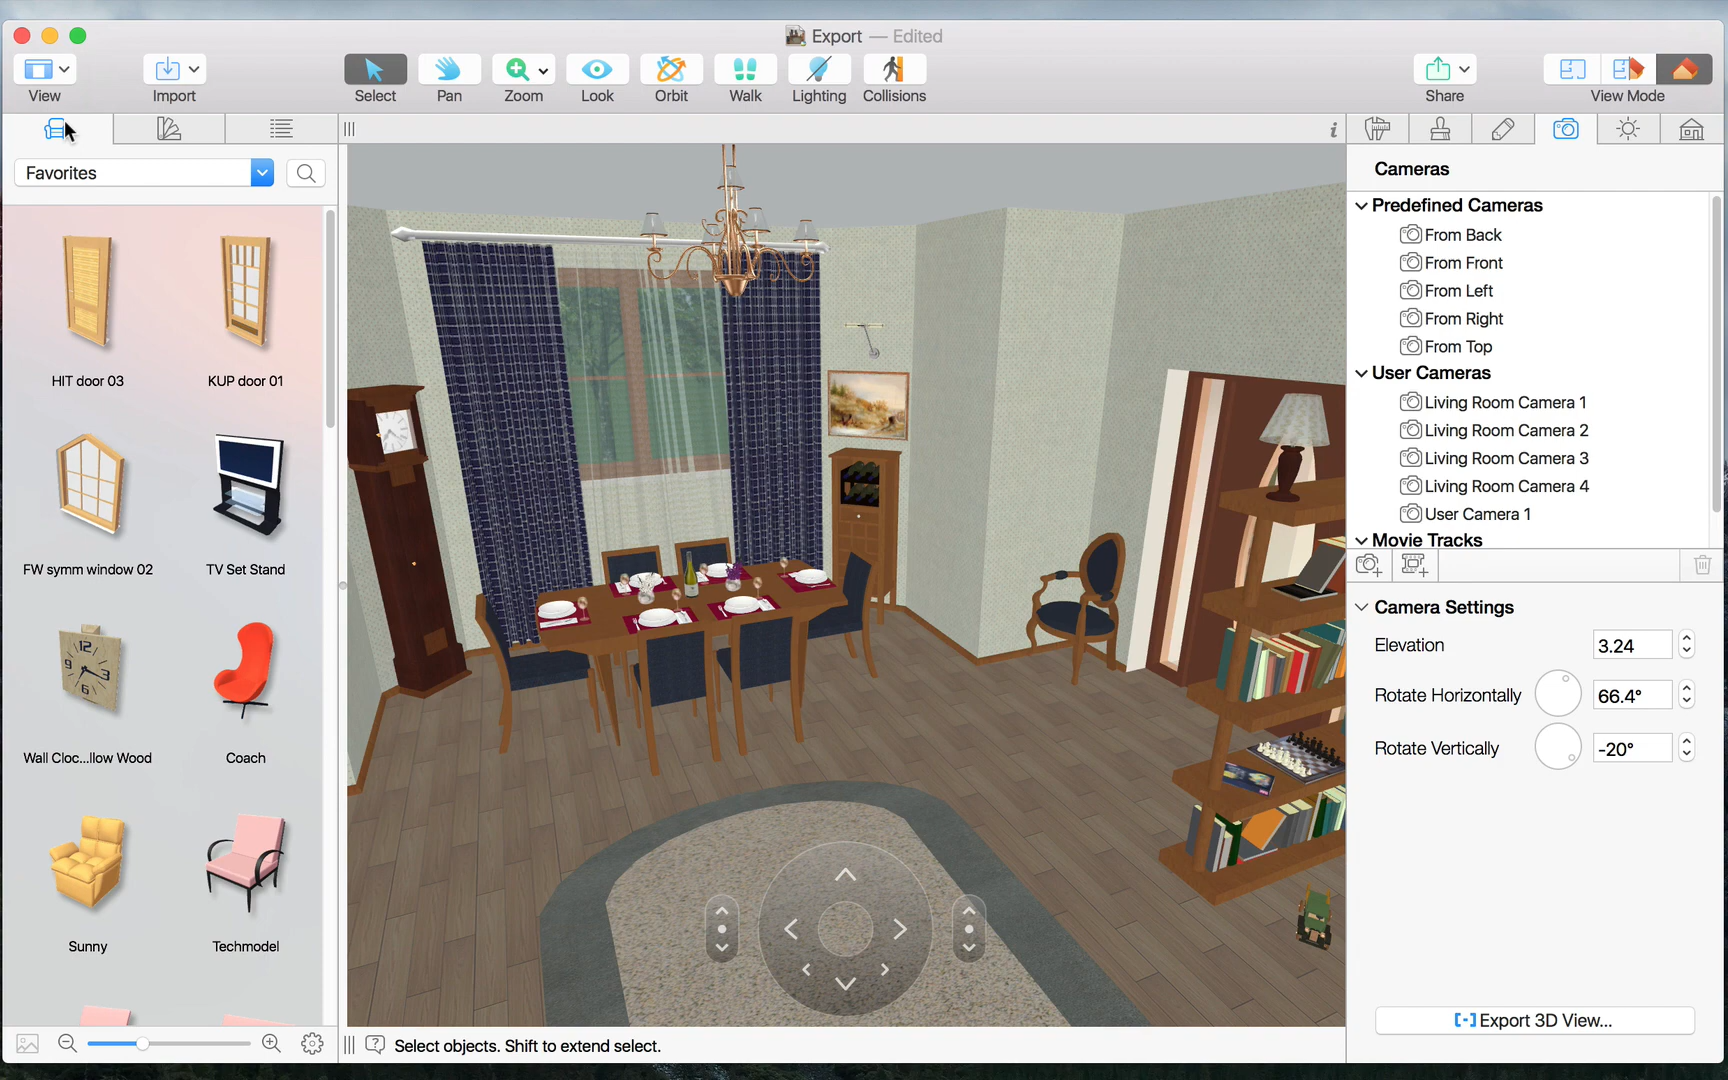 Export — Edited
View
Import
Select
Pan
Zoom
Look
Orbit
Walk
Lighting
Collisions
Share
View Mode
Favorites
HIT door 03
KUP door 01
FW symm window 02
TV Set Stand
Wall Cloc...llow Wood
Coach
Sunny
Techmodel
Select objects. Shift to extend select.
i
Cameras
Predefined Cameras
From Back
From Front
From Left
From Right
From Top
User Cameras
Living Room Camera 1
Living Room Camera 2
Living Room Camera 3
Living Room Camera 4
User Camera 1
Movie Tracks
Camera Settings
Elevation 3.24
Rotate Horizontally 66.4°
Rotate Vertically -20°
Export 3D View...